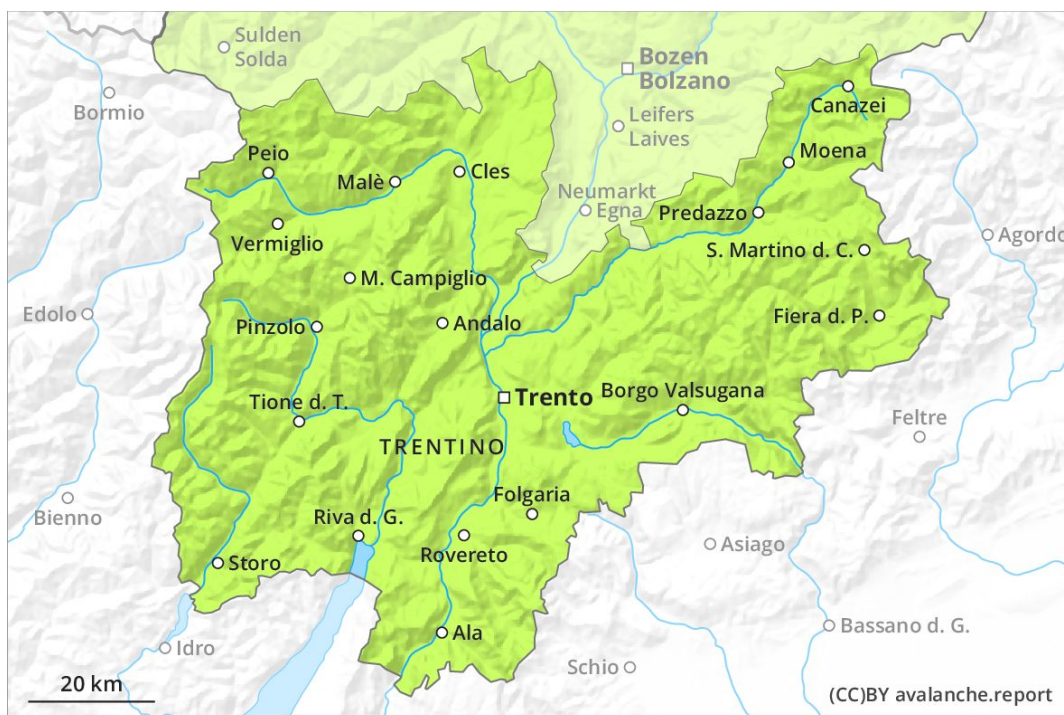 Sulden
Solda
Bozen
Bolzano
Bormio
Canazei
Leifers
Laives
Peio
Malè
Cles
Moena
Neumarkt
Egna
Predazzo
Vermiglio
Agordo
S. Martino d. C.
M. Campiglio
Edolo
Pinzolo
Andalo
Fiera d. P.
Trento
Borgo Valsugana
Tione d. T.
Feltre
TRENTINO
Bienno
Folgaria
Riva d. G.
Asiago
Rovereto
Storo
Bassano d. G.
Ala
Idro
Schio
20 km
(CC)BY avalanche.report